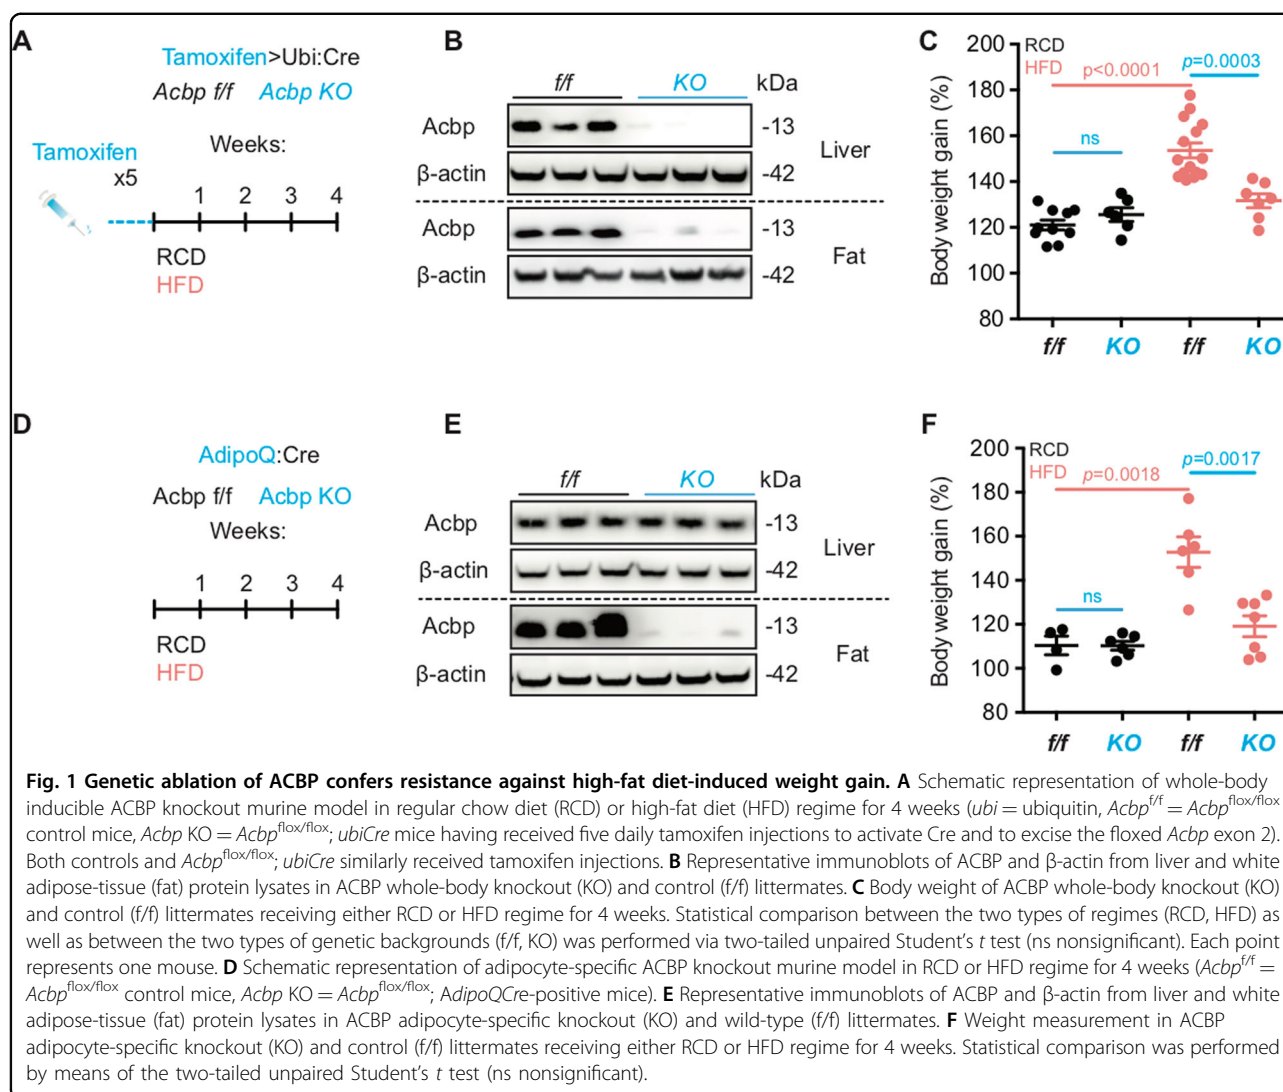 A
Tamoxifen>Ubi:Cre
Acbp f/f Acbp KO
Weeks:
Tamoxifen
x5
1 2 3 4
RCD
HFD
B
f/f KO kDa
Acbp -13
Liver
β-actin -42
Acbp -13
Fat
β-actin -42
C
RCD
HFD
p<0.0001
p=0.0003
ns
Body weight gain (%)
200
180
160
140
120
100
80
f/f KO f/f KO
D
AdipoQ:Cre
Acbp f/f Acbp KO
Weeks:
1 2 3 4
RCD
HFD
E
f/f KO kDa
Acbp -13
Liver
β-actin -42
Acbp -13
Fat
β-actin -42
F
RCD
HFD
p=0.0018
p=0.0017
ns
Body weight gain (%)
200
180
160
140
120
100
80
f/f KO f/f KO
Fig. 1 Genetic ablation of ACBP confers resistance against high-fat diet-induced weight gain. A Schematic representation of whole-body
inducible ACBP knockout murine model in regular chow diet (RCD) or high-fat diet (HFD) regime for 4 weeks (ubi = ubiquitin, Acbp^f/f = Acbp^flox/flox
control mice, Acbp KO = Acbp^flox/flox; ubiCre mice having received five daily tamoxifen injections to activate Cre and to excise the floxed Acbp exon 2).
Both controls and Acbp^flox/flox; ubiCre similarly received tamoxifen injections. B Representative immunoblots of ACBP and β-actin from liver and white
adipose-tissue (fat) protein lysates in ACBP whole-body knockout (KO) and control (f/f) littermates. C Body weight of ACBP whole-body knockout (KO)
and control (f/f) littermates receiving either RCD or HFD regime for 4 weeks. Statistical comparison between the two types of regimes (RCD, HFD) as
well as between the two types of genetic backgrounds (f/f, KO) was performed via two-tailed unpaired Student's t test (ns nonsignificant). Each point
represents one mouse. D Schematic representation of adipocyte-specific ACBP knockout murine model in RCD or HFD regime for 4 weeks (Acbp^f/f =
Acbp^flox/flox control mice, Acbp KO = Acbp^flox/flox; AdipoQCre-positive mice). E Representative immunoblots of ACBP and β-actin from liver and white
adipose-tissue (fat) protein lysates in ACBP adipocyte-specific knockout (KO) and wild-type (f/f) littermates. F Weight measurement in ACBP
adipocyte-specific knockout (KO) and control (f/f) littermates receiving either RCD or HFD regime for 4 weeks. Statistical comparison was performed
by means of the two-tailed unpaired Student's t test (ns nonsignificant).